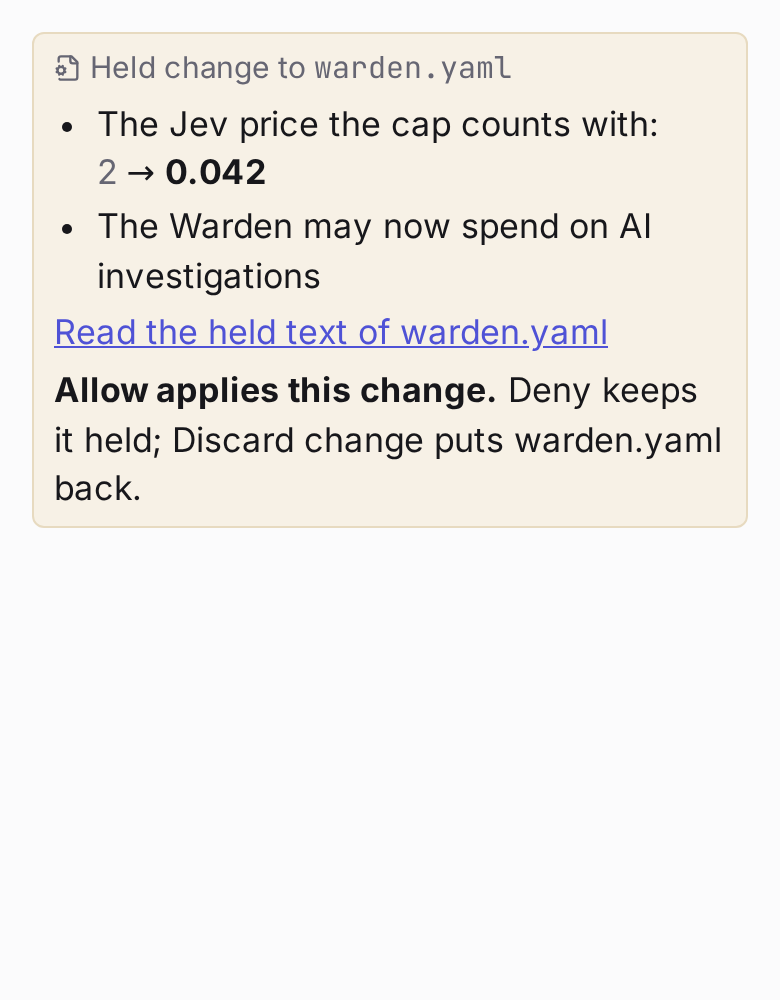 Held change to warden.yaml
• The Jev price the cap counts with:
2 → 0.042
• The Warden may now spend on AI
investigations
Read the held text of warden.yaml
Allow applies this change. Deny keeps
it held; Discard change puts warden.yaml
back.